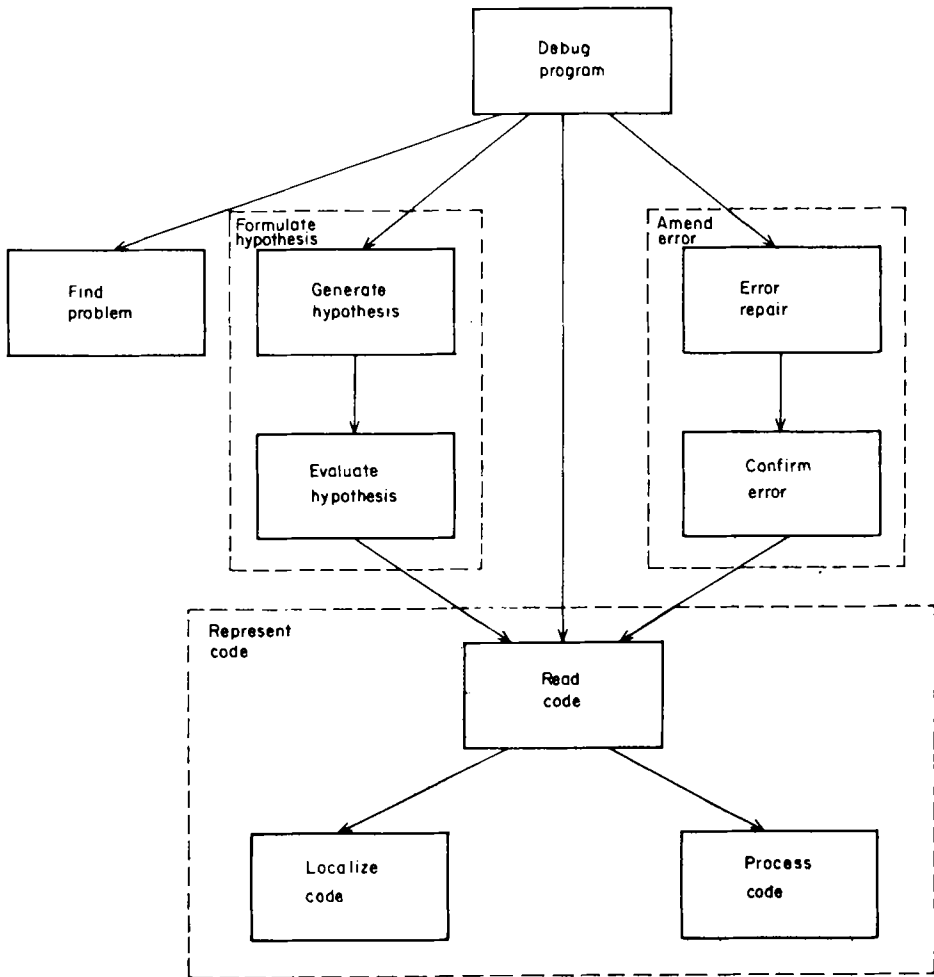 Debug
program
Formulate
hypothesis
Amend
error
Find
problem
Generate
hypothesis
Error
repair
Evaluate
hypothesis
Confirm
error
Represent
code
Read
code
Localize
code
Process
code